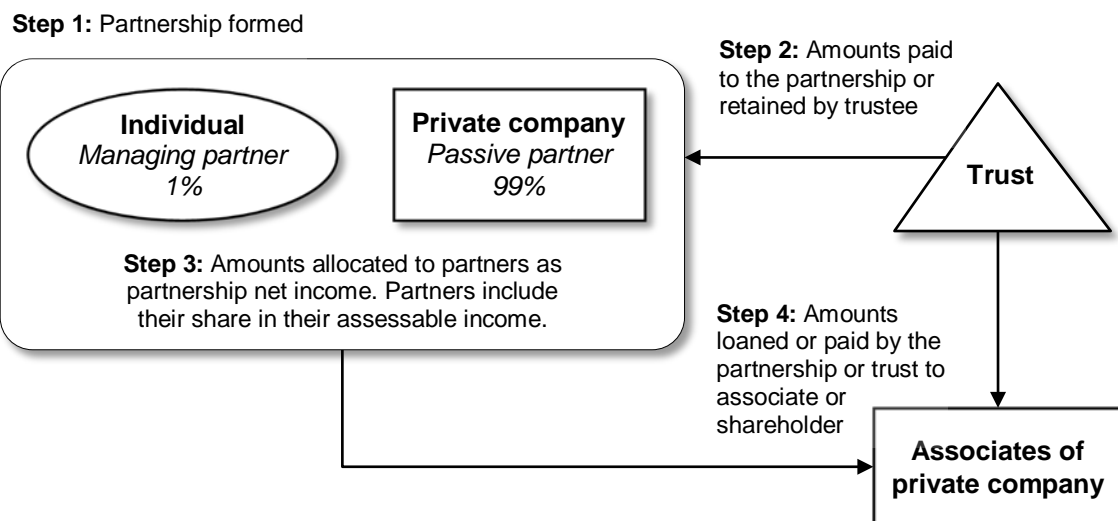 Step 1: Partnership formed
Step 2: Amounts paid
to the partnership or
retained by trustee
Individual
Managing partner
1%
Private company
Passive partner
99%
Trust
Step 3: Amounts allocated to partners as
partnership net income. Partners include
their share in their assessable income.
Step 4: Amounts
loaned or paid by the
partnership or trust to
associate or
shareholder
Associates of
private company